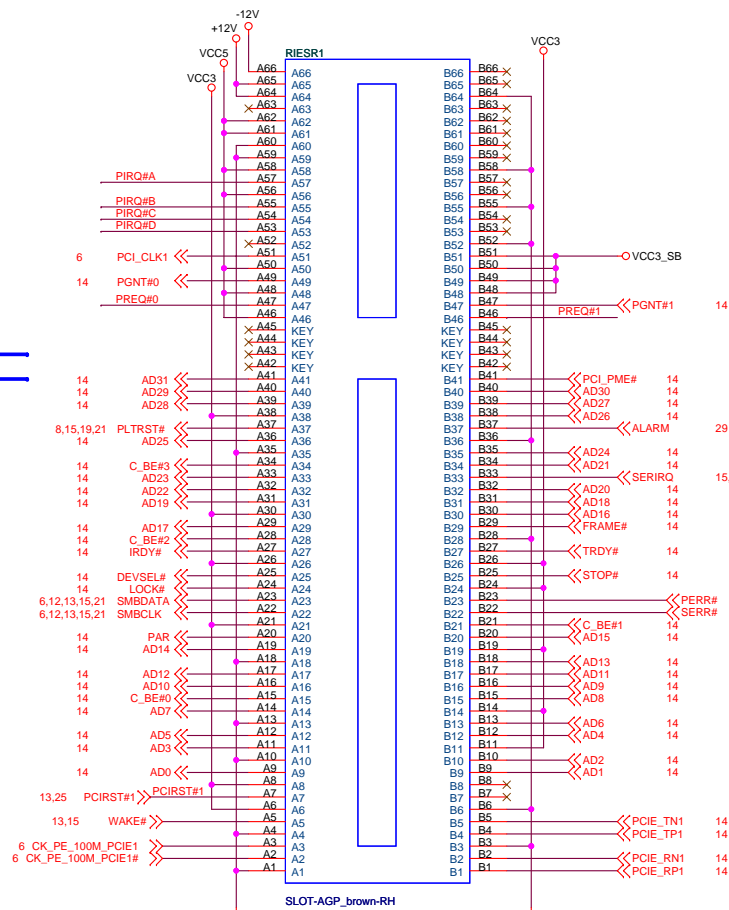 -12V
+12V
VCC5
VCC3
RIESR1
VCC3
A66 A66 B66 B66
A65 A65 B65 B65
A64 A64 B64 B64
A63 A63 B63 B63
A62 A62 B62 B62
A61 A61 B61 B61
A60 A60 B60 B60
A59 A59 B59 B59
A58 A58 B58 B58
PIRQ#A A57 A57 B57 B57
A56 A56 B56 B56
PIRQ#B A55 A55 B55 B55
PIRQ#C A54 A54 B54 B54
PIRQ#D A53 A53 B53 B53
A52 A52 B52 B52
6 PCI_CLK1 A51 A51 B51 B51 VCC3_SB
A50 A50 B50 B50
14 PGNT#0 A49 A49 B49 B49
A48 A48 B48 B48
PREQ#0 A47 A47 B47 B47 PGNT#1 14
A46 A46 B46 B46 PREQ#1
A45 KEY KEY B45
A44 KEY KEY B44
A43 KEY KEY B43
A42 KEY KEY B42
14 AD31 A41 A41 B41 B41 PCI_PME# 14
14 AD29 A40 A40 B40 B40 AD30 14
14 AD28 A39 A39 B39 B39 AD27 14
A38 A38 B38 B38 AD26 14
8,15,19,21 PLTRST# A37 A37 B37 B37 ALARM 29
14 AD25 A36 A36 B36 B36
A35 A35 B35 B35 AD24 14
14 C_BE#3 A34 A34 B34 B34 AD21 14
14 AD23 A33 A33 B33 B33 SERIRQ 15,
14 AD22 A32 A32 B32 B32 AD20 14
14 AD19 A31 A31 B31 B31 AD18 14
A30 A30 B30 B30 AD16 14
14 AD17 A29 A29 B29 B29 FRAME# 14
14 C_BE#2 A28 A28 B28 B28
14 IRDY# A27 A27 B27 B27 TRDY# 14
A26 A26 B26 B26
14 DEVSEL# A25 A25 B25 B25 STOP# 14
14 LOCK# A24 A24 B24 B24
6,12,13,15,21 SMBDATA A23 A23 B23 B23 PERR#
6,12,13,15,21 SMBCLK A22 A22 B22 B22 SERR#
A21 A21 B21 B21 C_BE#1 14
14 PAR A20 A20 B20 B20 AD15 14
14 AD14 A19 A19 B19 B19
A18 A18 B18 B18 AD13 14
14 AD12 A17 A17 B17 B17 AD11 14
14 AD10 A16 A16 B16 B16 AD9 14
14 C_BE#0 A15 A15 B15 B15 AD8 14
14 AD7 A14 A14 B14 B14
A13 A13 B13 B13 AD6 14
14 AD5 A12 A12 B12 B12 AD4 14
14 AD3 A11 A11 B11 B11
A10 A10 B10 B10 AD2 14
14 AD0 A9 A9 B9 B9 AD1 14
A8 A8 B8 B8
13,25 PCIRST#1 PCIRST#1 A7 A7 B7 B7
A6 A6 B6 B6
13,15 WAKE# A5 A5 B5 B5 PCIE_TN1 14
A4 A4 B4 B4 PCIE_TP1 14
6 CK_PE_100M_PCIE1 A3 A3 B3 B3
6 CK_PE_100M_PCIE1# A2 A2 B2 B2 PCIE_RN1 14
A1 A1 B1 B1 PCIE_RP1 14
SLOT-AGP_brown-RH